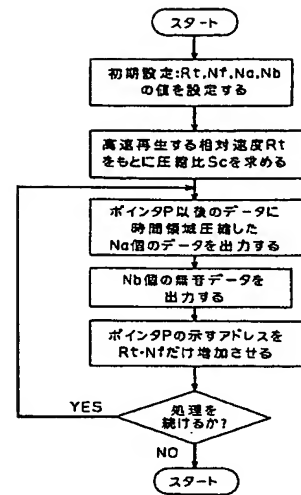 スタート
初期設定:Rt,Nf,Na,Nb
の値を設定する
高速再生する相対速度Rt
をもとに圧縮比Scを求める
ポインタP以後のデータに
時間領域圧縮した
Na個のデータを出力する
Nb個の無音データを
出力する
ポインタPの示すアドレスを
Rt・Nfだけ増加させる
処理を
続けるか?
YES
NO
スタート